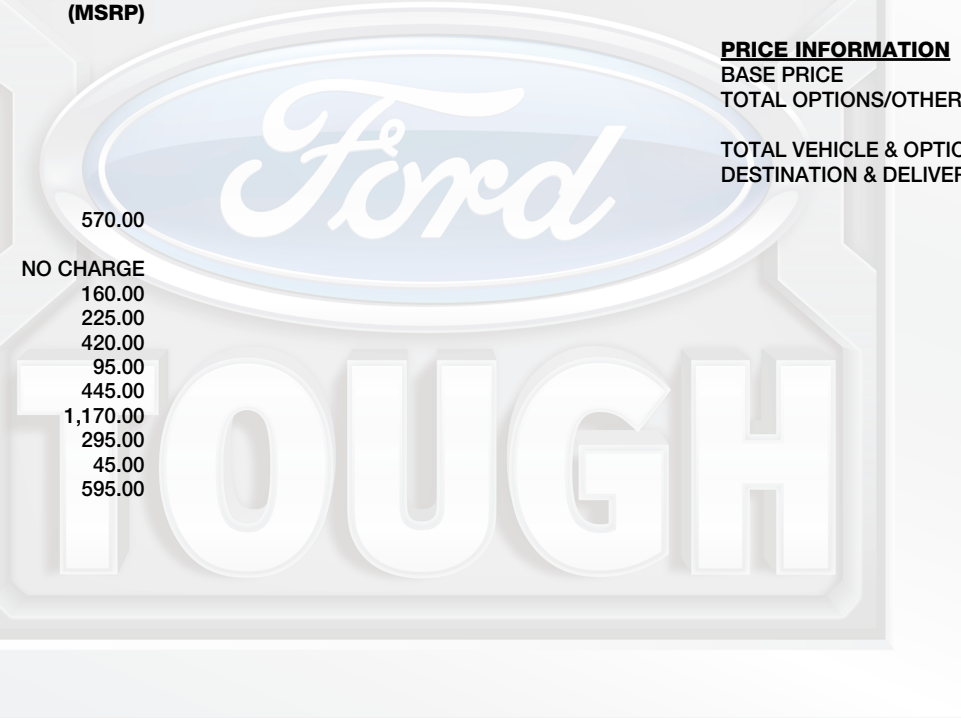 (MSRP)
570.00
NO CHARGE
160.00
225.00
420.00
95.00
445.00
1,170.00
295.00
45.00
595.00
PRICE INFORMATION
BASE PRICE
TOTAL OPTIONS/OTHER
TOTAL VEHICLE & OPTIO
DESTINATION & DELIVER
Ford
TOUGH